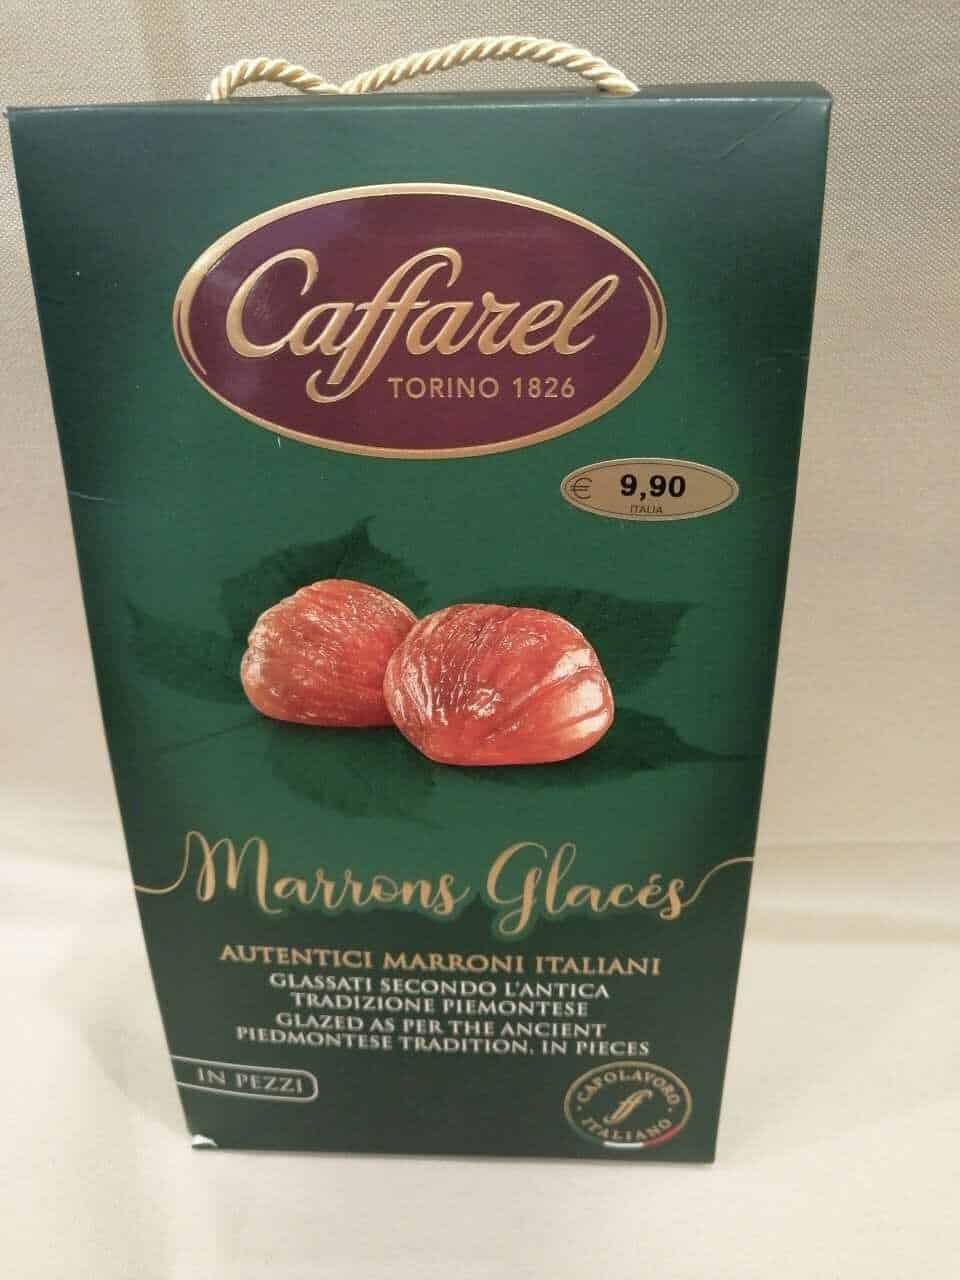 Caffarel
TORINO 1826
€ 9,90
ITALIA
Marrons Glacés
AUTENTICI MARRONI ITALIANI
GLASSATI SECONDO L'ANTICA
TRADIZIONE PIEMONTESE
GLAZED AS PER THE ANCIENT
PIEDMONTESE TRADITION, IN PIECES
IN PEZZI
CAPOLAVORO
ff
ITALIANO